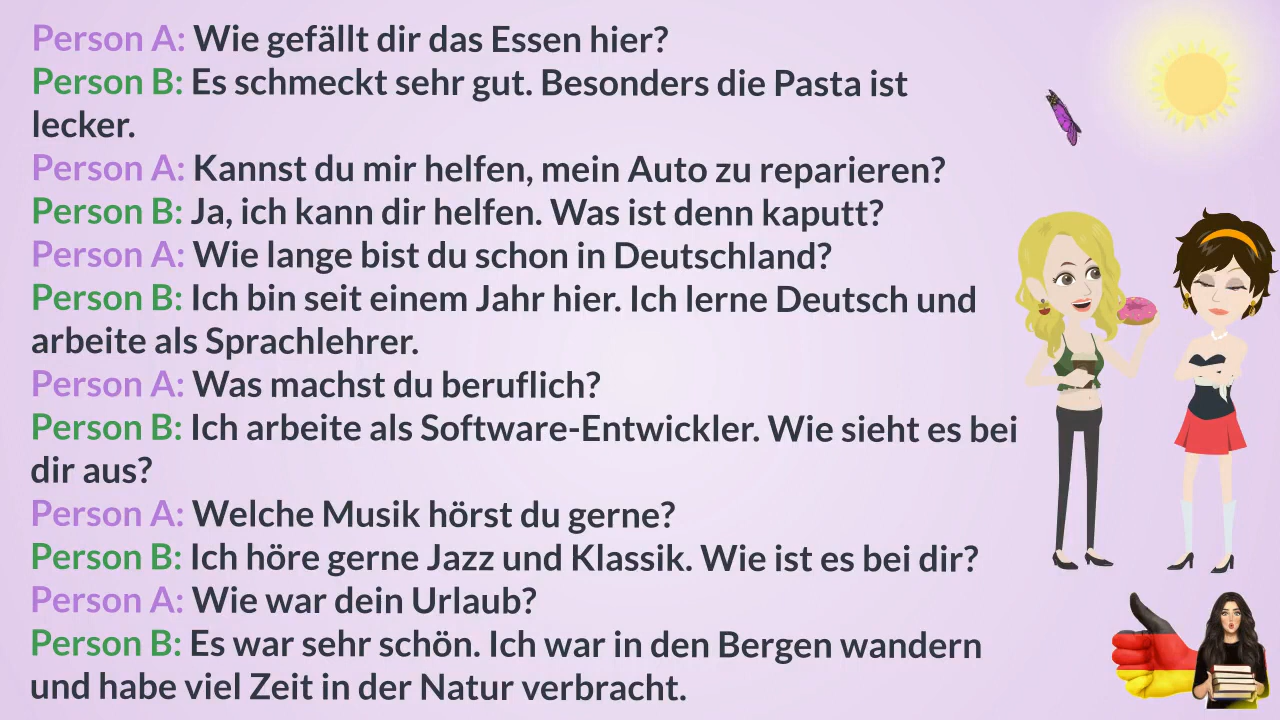 Person A: Wie gefällt dir das Essen hier?
Person B: Es schmeckt sehr gut. Besonders die Pasta ist
lecker.
Person A: Kannst du mir helfen, mein Auto zu reparieren?
Person B: Ja, ich kann dir helfen. Was ist denn kaputt?
Person A: Wie lange bist du schon in Deutschland?
Person B: Ich bin seit einem Jahr hier. Ich lerne Deutsch und
arbeite als Sprachlehrer.
Person A: Was machst du beruflich?
Person B: Ich arbeite als Software-Entwickler. Wie sieht es bei
dir aus?
Person A: Welche Musik hörst du gerne?
Person B: Ich höre gerne Jazz und Klassik. Wie ist es bei dir?
Person A: Wie war dein Urlaub?
Person B: Es war sehr schön. Ich war in den Bergen wandern
und habe viel Zeit in der Natur verbracht.